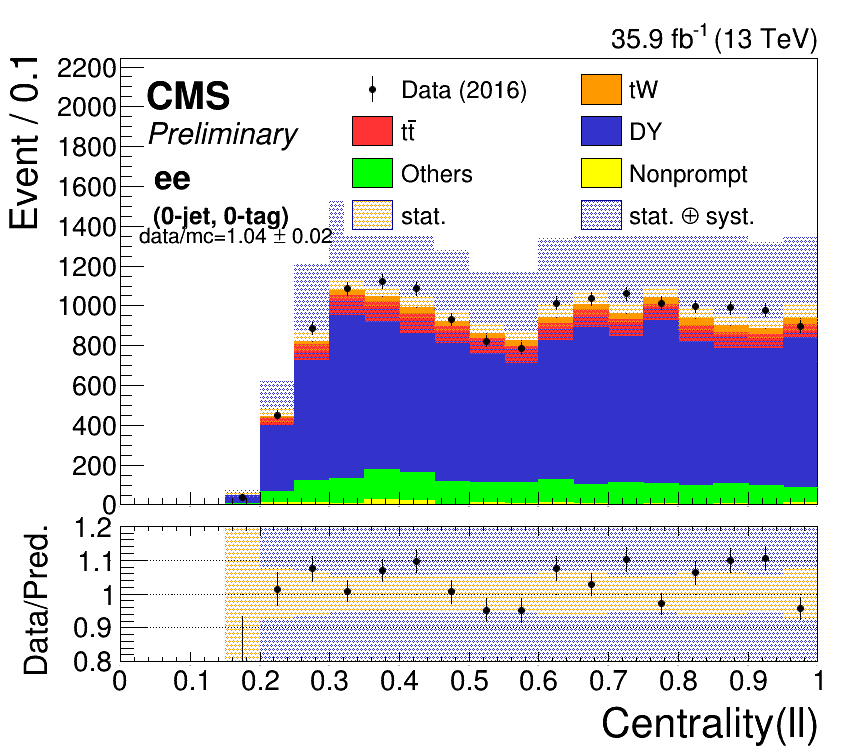 35.9 fb⁻¹ (13 TeV)
Event / 0.1
2200
2000
1800
1600
1400
1200
1000
800
600
400
200
0
CMS
Preliminary
ee
(0-jet, 0-tag)
data/mc=1.04 ± 0.02
Data (2016)
tW
tt̄
DY
Others
Nonprompt
stat.
stat. ⊕ syst.
Data/Pred.
1.2
1.1
1
0.9
0.8
0 0.1 0.2 0.3 0.4 0.5 0.6 0.7 0.8 0.9 1
Centrality(ll)